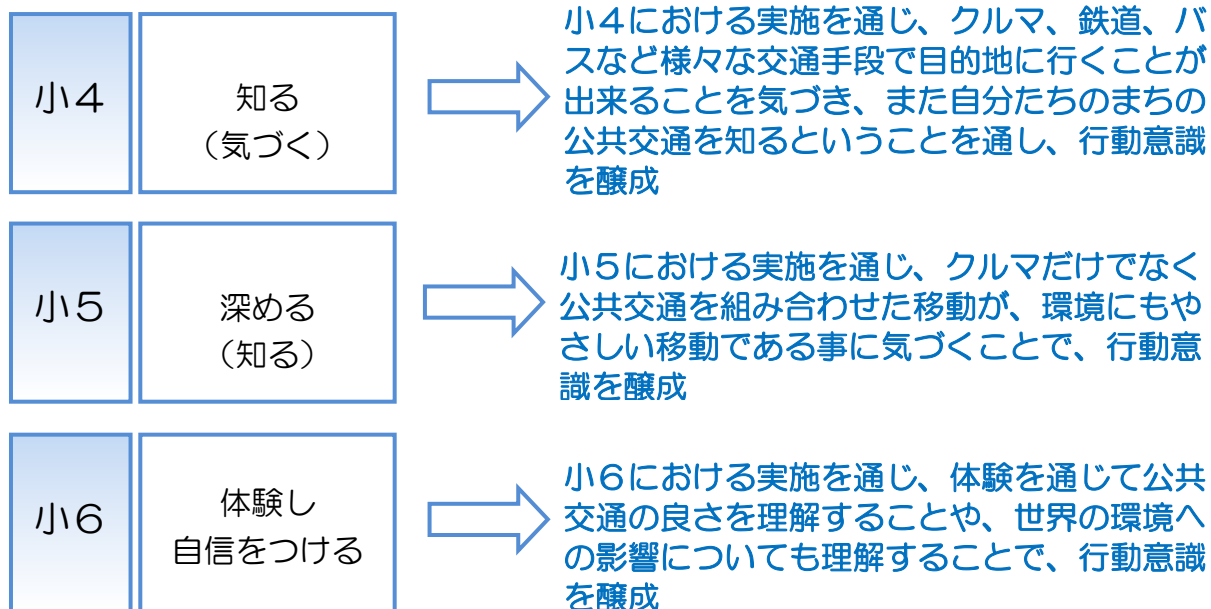 小4
知る
(気づく)
小4における実施を通じ、クルマ、鉄道、バ
スなど様々な交通手段で目的地に行くことが
出来ることを気づき、また自分たちのまちの
公共交通を知るということを通し、行動意識
を醸成
小5
深める
(知る)
小5における実施を通じ、クルマだけでなく
公共交通を組み合わせた移動が、環境にもや
さしい移動である事に気づくことで、行動意
識を醸成
小6
体験し
自信をつける
小6における実施を通じ、体験を通じて公共
交通の良さを理解することや、世界の環境へ
の影響についても理解することで、行動意識
を醸成